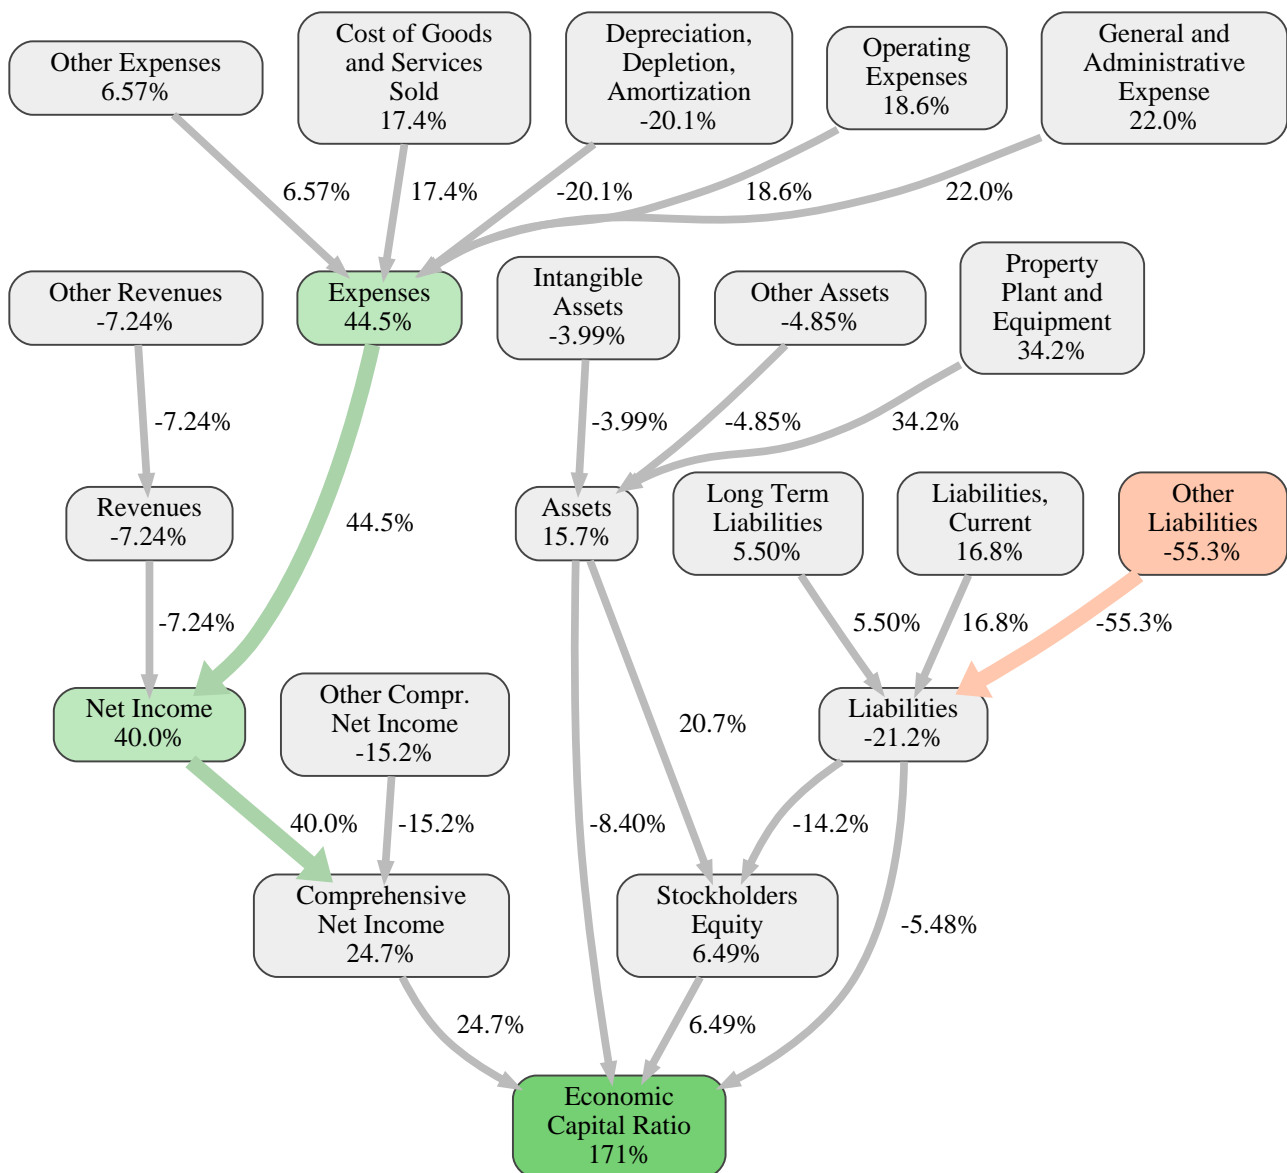 Other Expenses
6.57%
Cost of Goods
and Services
Sold
17.4%
Depreciation,
Depletion,
Amortization
-20.1%
Operating
Expenses
18.6%
General and
Administrative
Expense
22.0%
6.57%
17.4%
-20.1%
18.6%
22.0%
Other Revenues
-7.24%
Expenses
44.5%
Intangible
Assets
-3.99%
Other Assets
-4.85%
Property
Plant and
Equipment
34.2%
-7.24%
44.5%
-3.99%
-4.85%
34.2%
Revenues
-7.24%
Assets
15.7%
Long Term
Liabilities
5.50%
Liabilities,
Current
16.8%
Other
Liabilities
-55.3%
-7.24%
5.50%
16.8%
-55.3%
Net Income
40.0%
Other Compr.
Net Income
-15.2%
20.7%
Liabilities
-21.2%
40.0%
-15.2%
-8.40%
-14.2%
-5.48%
Comprehensive
Net Income
24.7%
Stockholders
Equity
6.49%
24.7%
6.49%
Economic
Capital Ratio
171%